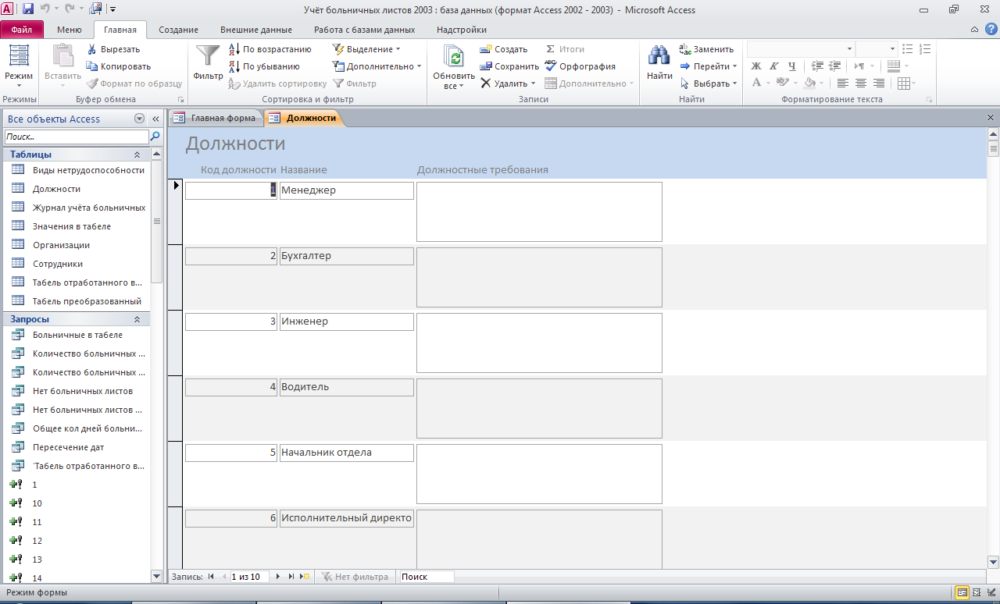 Учёт больничных листов 2003 : база данных (формат Access 2002 - 2003) - Microsoft Access
Файл Меню Главная Создание Внешние данные Работа с базами данных Надстройки
Режим
Режимы
Вставить
Вырезать
Копировать
Формат по образцу
Буфер обмена
Фильтр
По возрастанию
По убыванию
Удалить сортировку
Выделение
Дополнительно
Фильтр
Сортировка и фильтр
Обновить все
Создать
Сохранить
Удалить
Итоги
Орфография
Дополнительно
Записи
Найти
Заменить
Перейти
Выбрать
Найти
Ж К Ч
А
Форматирование текста
Все объекты Access
Поиск...
Таблицы
Виды нетрудоспособности
Должности
Журнал учёта больничных
Значения в табеле
Организации
Сотрудники
Табель отработанного в...
Табель преобразованный
Запросы
Больничные в табеле
Количество больничных ...
Количество больничных ...
Нет больничных листов
Нет больничных листов ...
Общее кол дней больни...
Пересечение дат
'Табель отработанного в...
1
10
11
12
13
14
Главная форма Должности
Должности
Код должности Название Должностные требования
1 Менеджер
2 Бухгалтер
3 Инженер
4 Водитель
5 Начальник отдела
6 Исполнительный директо
Запись: 1 из 10 Нет фильтра Поиск
Режим формы